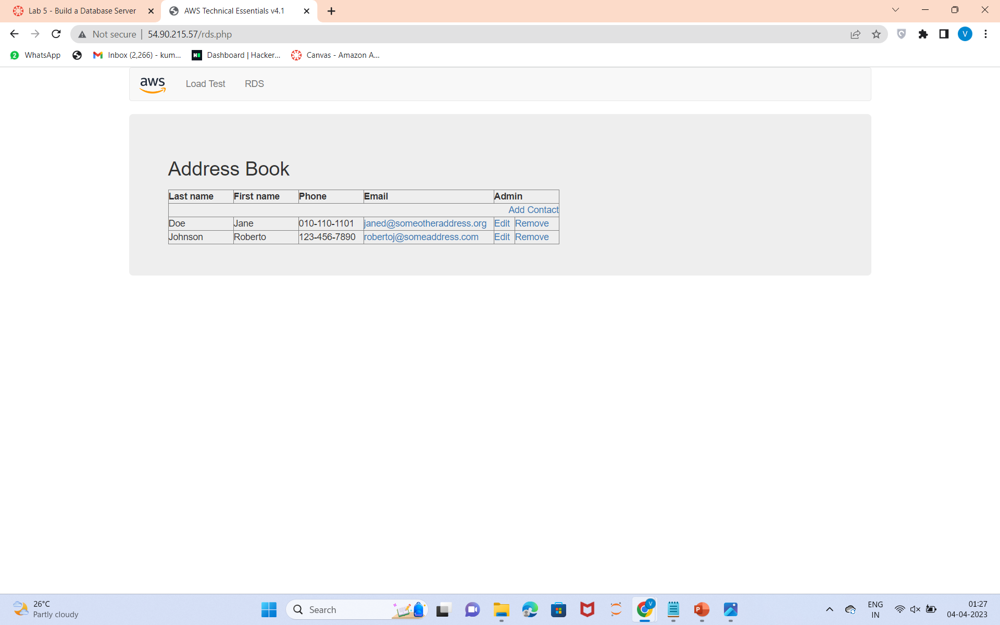 Lab 5 - Build a Database Server
AWS Technical Essentials v4.1
Not secure | 54.90.215.57/rds.php
V
2 WhatsApp
Inbox (2,266) - kum...
Dashboard | Hacker...
Canvas - Amazon A...
aws Load Test RDS
Address Book
Last name First name Phone Email Admin
Add Contact
Doe Jane 010-110-1101 janed@someotheraddress.org Edit Remove
Johnson Roberto 123-456-7890 robertoj@someaddress.com Edit Remove
26°C
Partly cloudy
Search
V
P
ENG
IN
01:27
04-04-2023